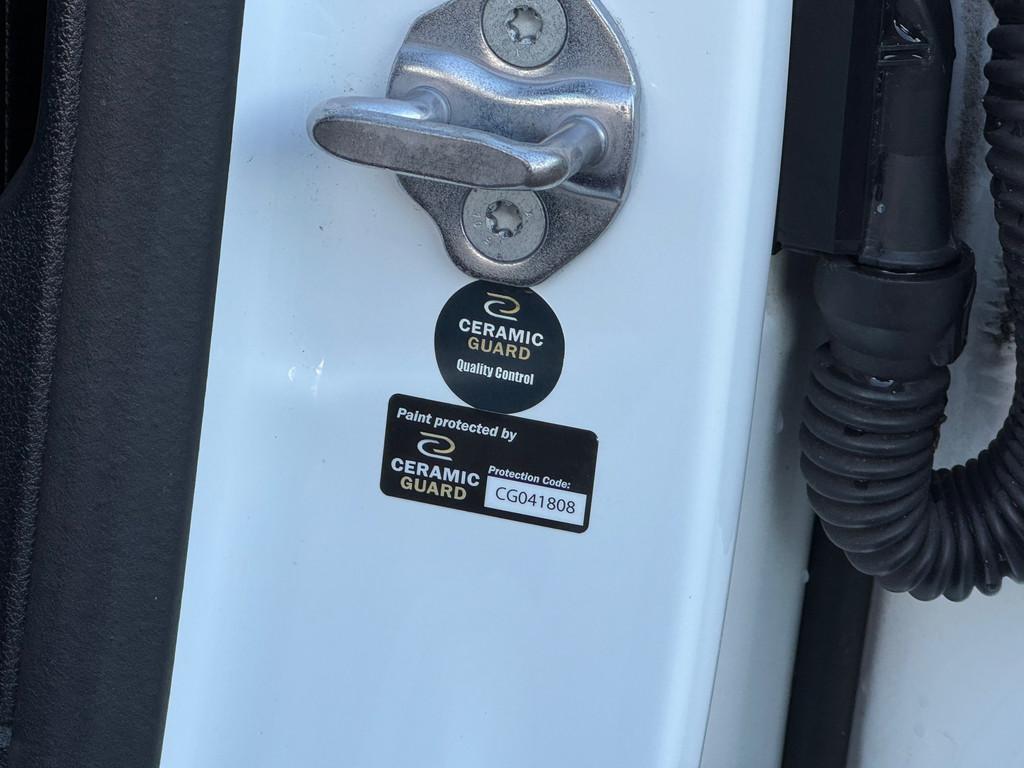 CERAMIC
GUARD
Quality Control
Paint protected by
CERAMIC
GUARD
Protection Code:
CG041808